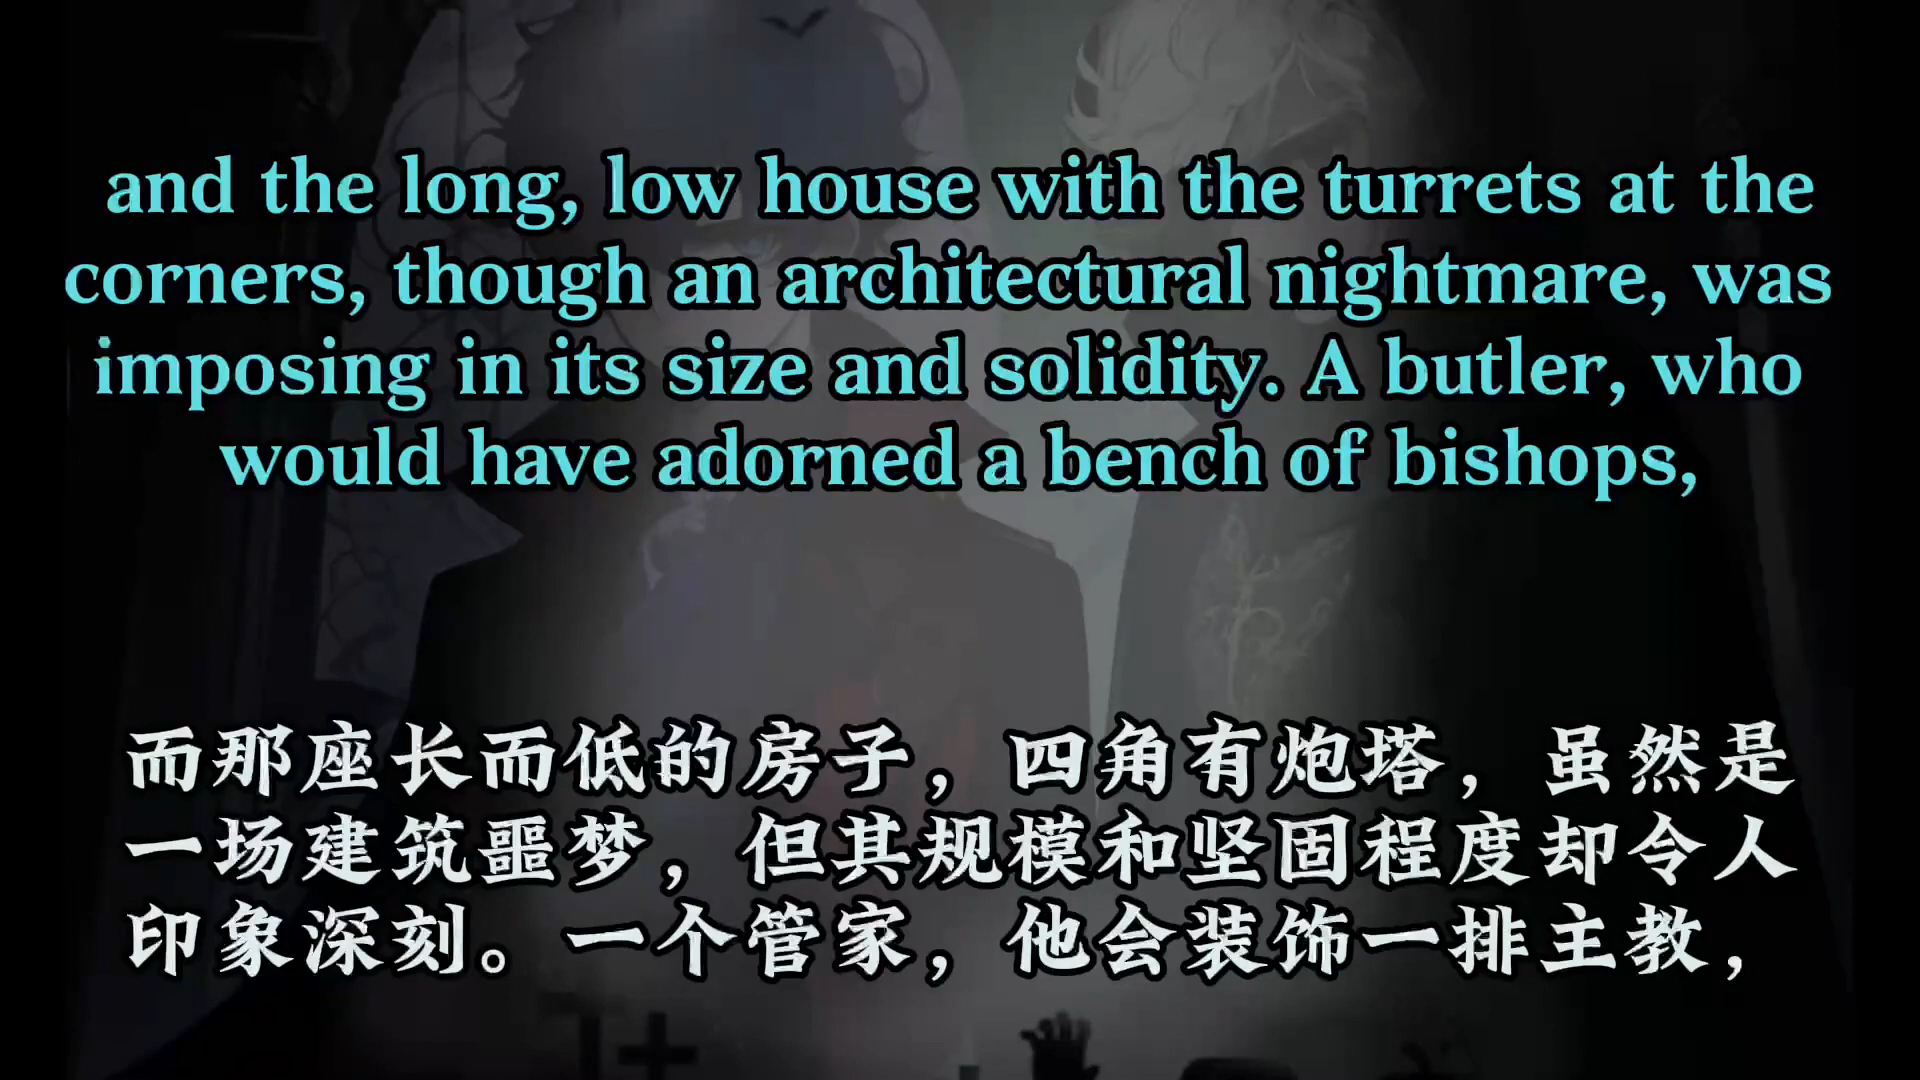 and the long, low house with the turrets at the
corners, though an architectural nightmare, was
imposing in its size and solidity. A butler, who
would have adorned a bench of bishops,
而那座长而低的房子，四角有炮塔，虽然是
一场建筑噩梦，但其规模和坚固程度却令人
印象深刻。一个管家，他会装饰一排主教，